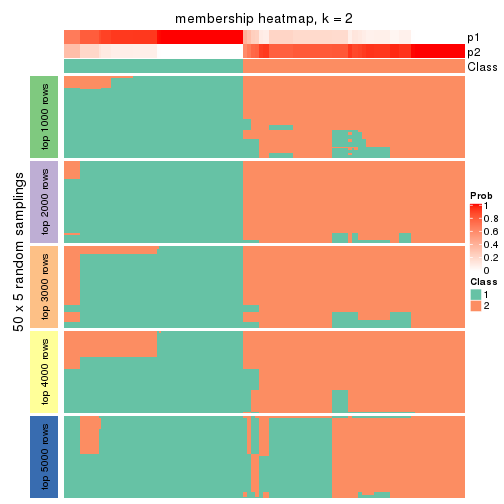 membership heatmap, k = 2
p1
p2
Class
50 x 5 random samplings
top 1000 rows
top 2000 rows
top 3000 rows
top 4000 rows
top 5000 rows
Prob
1
0.8
0.6
0.4
0.2
0
Class
1
2